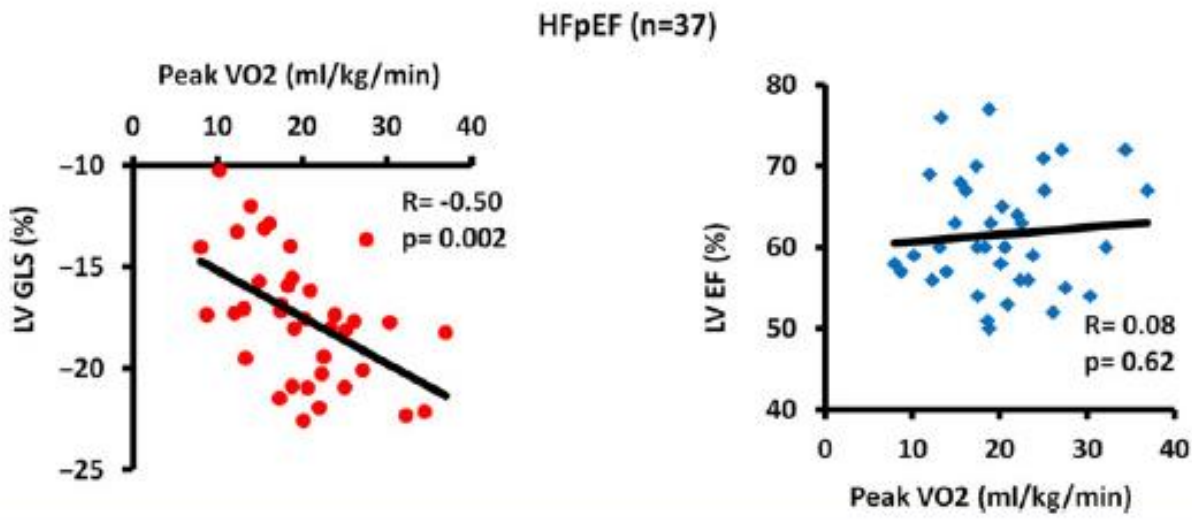 HFpEF (n=37)
Peak VO2 (ml/kg/min)
0 10 20 30 40
−10
−15
−20
−25
LV GLS (%)
R= -0.50
p= 0.002
80
70
60
50
40
LV EF (%)
R= 0.08
p= 0.62
0 10 20 30 40
Peak VO2 (ml/kg/min)